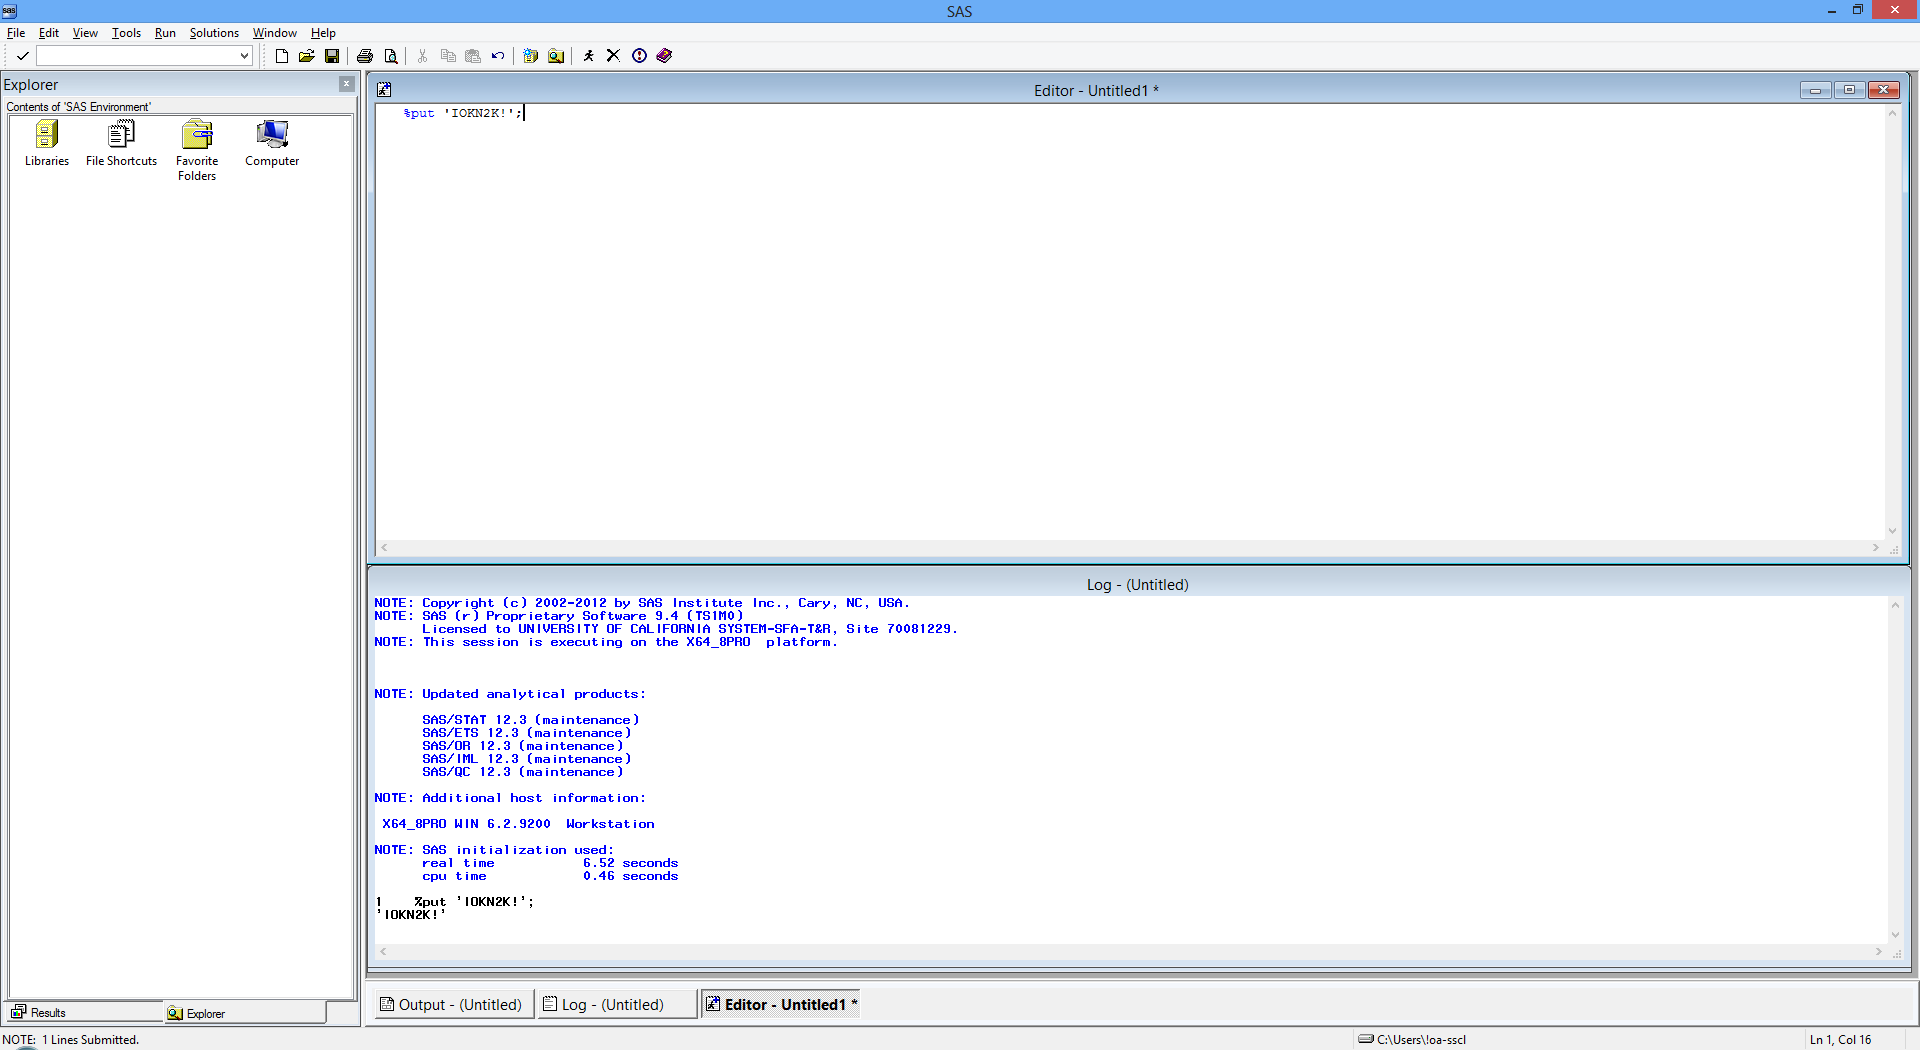 sas
SAS
File Edit View Tools Run Solutions Window Help
Explorer
Contents of 'SAS Environment'
Libraries
File Shortcuts
Favorite
Folders
Computer
Editor - Untitled1 *
%put 'IOKN2K!';
Log - (Untitled)
NOTE: Copyright (c) 2002-2012 by SAS Institute Inc., Cary, NC, USA.
NOTE: SAS (r) Proprietary Software 9.4 (TS1M0)
Licensed to UNIVERSITY OF CALIFORNIA SYSTEM-SFA-T&R, Site 70081229.
NOTE: This session is executing on the X64_8PRO  platform.
NOTE: Updated analytical products:
SAS/STAT 12.3 (maintenance)
SAS/ETS 12.3 (maintenance)
SAS/OR 12.3 (maintenance)
SAS/IML 12.3 (maintenance)
SAS/QC 12.3 (maintenance)
NOTE: Additional host information:
X64_8PRO WIN 6.2.9200  Workstation
NOTE: SAS initialization used:
real time 6.52 seconds
cpu time 0.46 seconds
1 %put 'IOKN2K!';
'IOKN2K!'
Results
Explorer
Output - (Untitled)
Log - (Untitled)
Editor - Untitled1 *
NOTE: 1 Lines Submitted.
C:\Users\!oa-sscl
Ln 1, Col 16